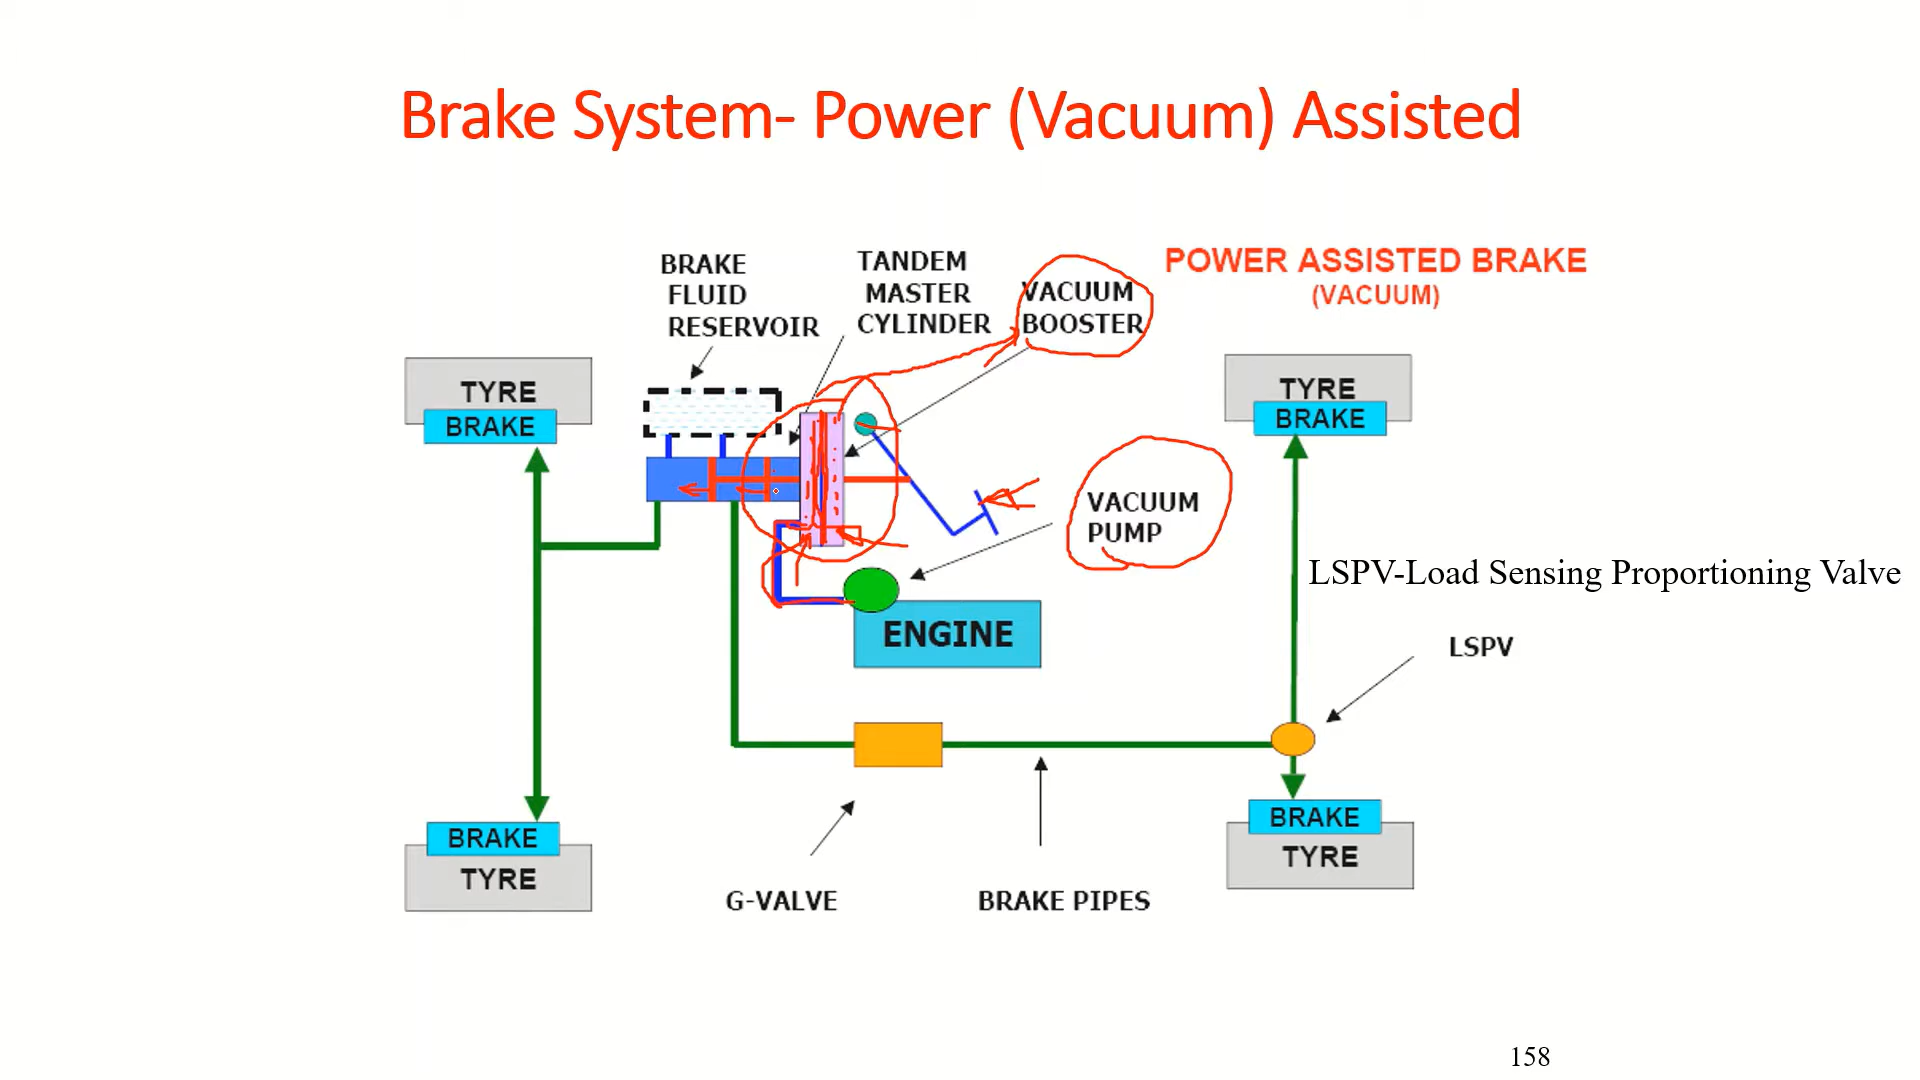 Brake System- Power (Vacuum) Assisted
POWER ASSISTED BRAKE
(VACUUM)
BRAKE
FLUID
RESERVOIR
TANDEM
MASTER
CYLINDER
VACUUM
BOOSTER
TYRE
BRAKE
TYRE
BRAKE
VACUUM
PUMP
LSPV-Load Sensing Proportioning Valve
ENGINE
LSPV
BRAKE
TYRE
BRAKE
TYRE
G-VALVE
BRAKE PIPES
158